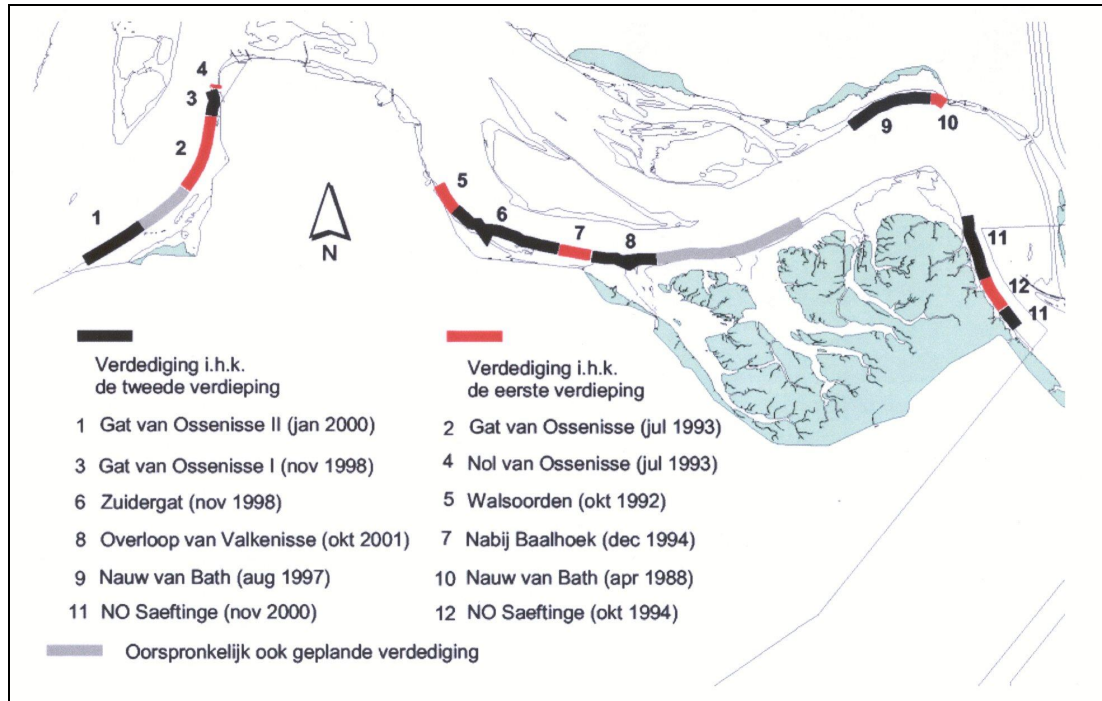 4
3
2
1
N
5
6
7
8
9
10
11
12
11
Verdediging i.h.k.
de tweede verdieping
1 Gat van Ossenisse II (jan 2000)
3 Gat van Ossenisse I (nov 1998)
6 Zuidergat (nov 1998)
8 Overloop van Valkenisse (okt 2001)
9 Nauw van Bath (aug 1997)
11 NO Saeftinge (nov 2000)
Verdediging i.h.k.
de eerste verdieping
2 Gat van Ossenisse (jul 1993)
4 Nol van Ossenisse (jul 1993)
5 Walsoorden (okt 1992)
7 Nabij Baalhoek (dec 1994)
10 Nauw van Bath (apr 1988)
12 NO Saeftinge (okt 1994)
Oorspronkelijk ook geplande verdediging